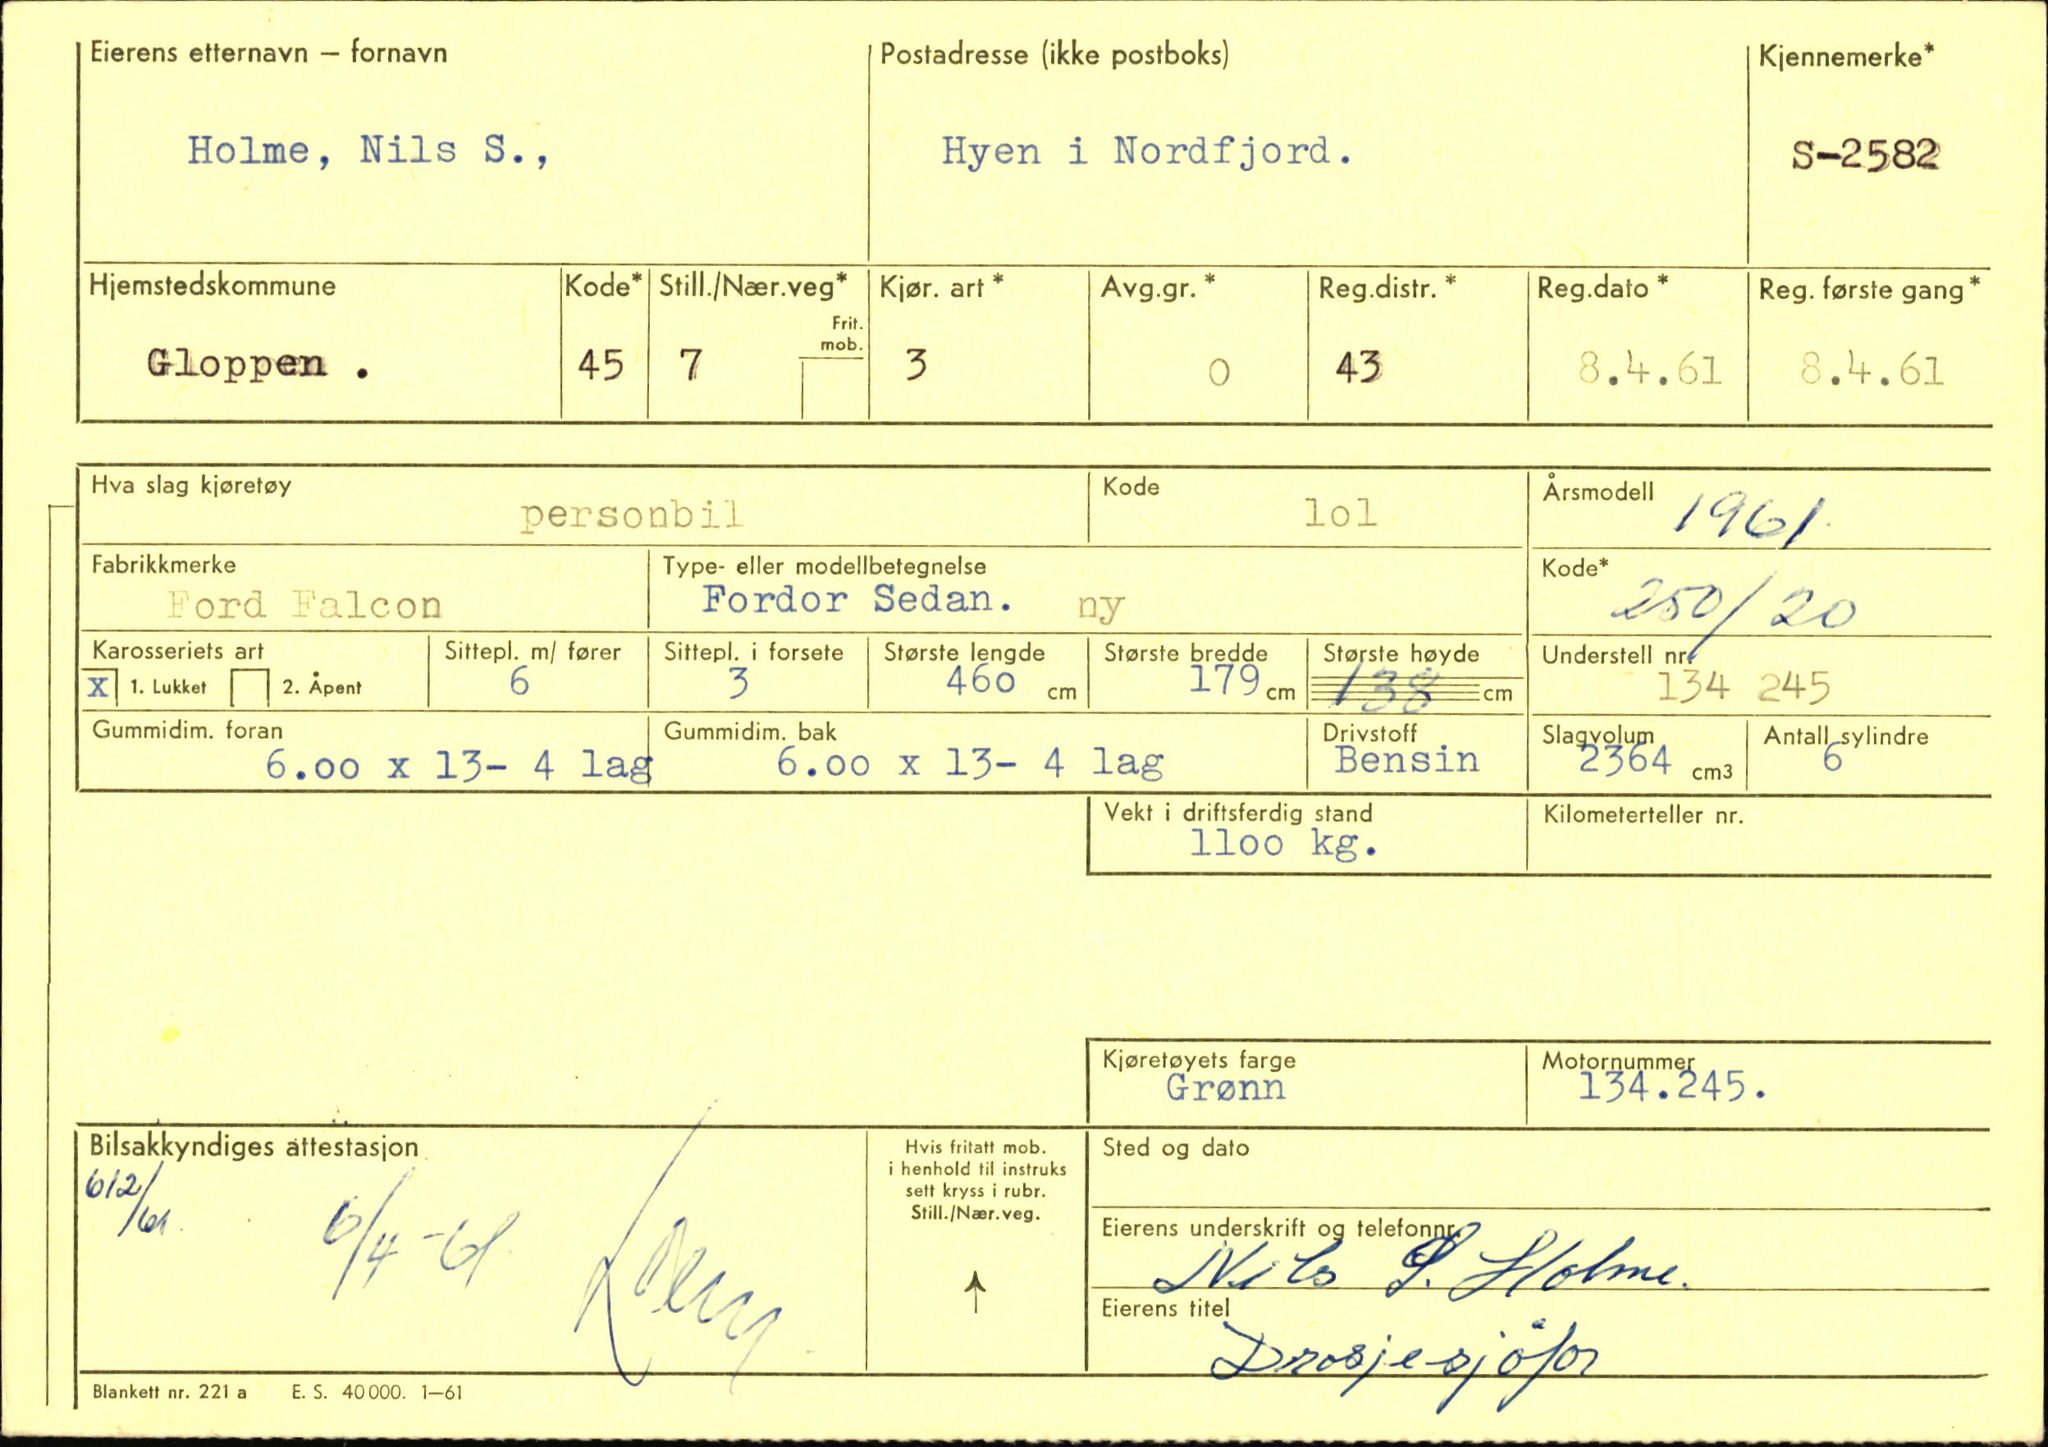 Eierens etternavn – fornavn
Holme, Nils S.,
Postadresse (ikke postboks)
Hyen i Nordfjord.
Kjennemerke*
S-2582
Hjemstedskommune
Gloppen .
Kode*
45
Still./Nær.veg*
7
Frit.
mob.
Kjør. art *
3
Avg.gr. *
o
Reg.distr. *
43
Reg.dato *
8.4.61
Reg. første gang *
8.4.61
Hva slag kjøretøy
personbil
Kode
lol
Årsmodell
1961.
Fabrikkmerke
Ford Falcon
Type- eller modellbetegnelse
Fordor Sedan. ny
Kode*
250/20
Karosseriets art
x 1. Lukket 2. Åpent
Sittepl. m/ fører
6
Sittepl. i forsete
3
Største lengde
460 cm
Største bredde
179 cm
Største høyde
138 cm
Understell nr.
134 245
Gummidim. foran
6.oo x 13- 4 lag
Gummidim. bak
6.oo x 13- 4 lag
Drivstoff
Bensin
Slagvolum
2364 cm3
Antall sylindre
6
Vekt i driftsferdig stand
lloo kg.
Kilometerteller nr.
Kjøretøyets farge
Grønn
Motornummer
134.245.
Bilsakkyndiges attestasjon
612/61.
6/4-61
Hvis fritatt mob.
i henhold til instruks
sett kryss i rubr.
Still./Nær.veg.
Sted og dato
Eierens underskrift og telefonnr.
Nils S. Holme.
Eierens titel
Drosjesjåfør
Blankett nr. 221 a E. S. 40 000. 1–61